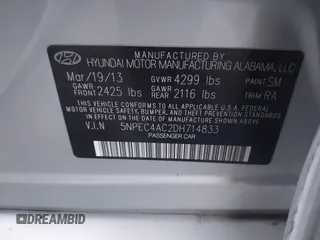 MANUFACTURED BY
HYUNDAI MOTOR MANUFACTURING ALABAMA, LLC
Mar/19/13 GVWR 4299 lbs PAINT: SM
GAWR FRONT 2425 lbs GAWR REAR 2116 lbs TRIM: RA
THIS VEHICLE CONFORMS TO ALL APPLICABLE U.S. FEDERAL
MOTOR VEHICLE SAFETY, BUMPER, AND THEFT PREVENTION
STANDARDS IN EFFECT ON THE DATE OF MANUFACTURE SHOWN ABOVE.
V.I.N 5NPEC4AC2DH714833
PASSENGER CAR
DREAMBID